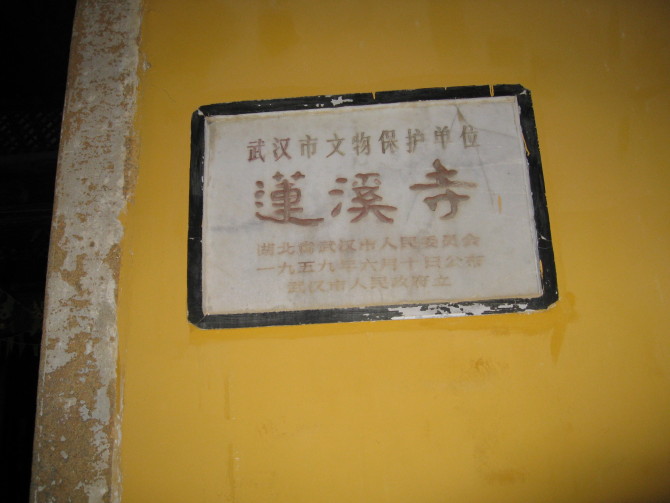 武汉市文物保护单位
蓮溪寺
湖北省武汉市人民委员会
一九五九年六月十日公布
武汉市人民政府立